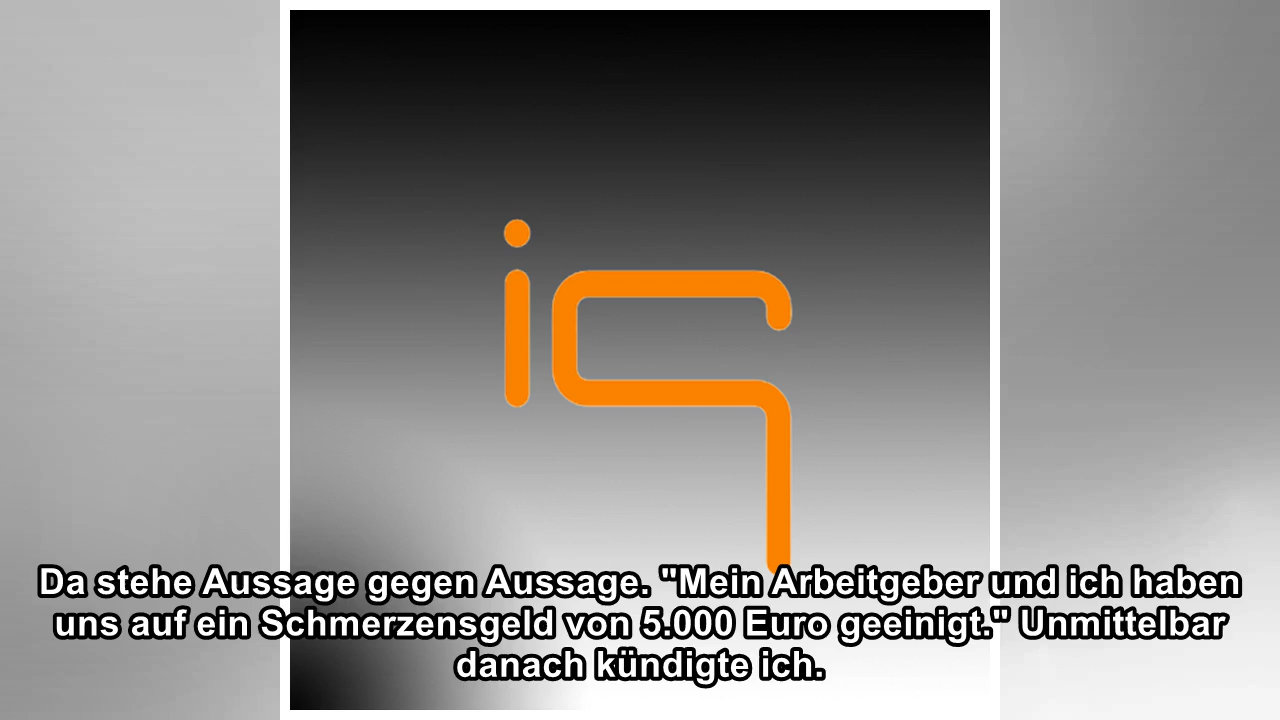 iq
Da stehe Aussage gegen Aussage. "Mein Arbeitgeber und ich haben
uns auf ein Schmerzensgeld von 5.000 Euro geeinigt." Unmittelbar
danach kündigte ich.